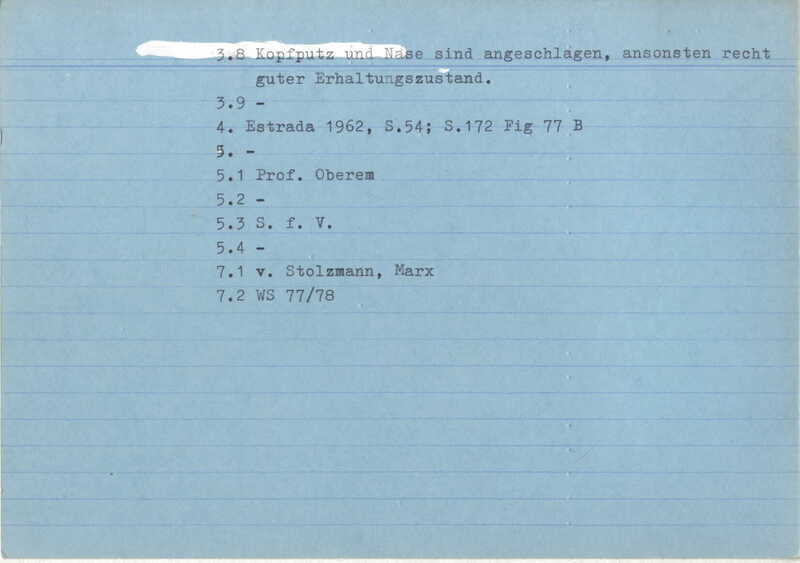 3.8 Kopfputz und Nase sind angeschlagen, ansonsten recht
guter Erhaltungszustand.
3.9 -
4. Estrada 1962, S.54; S.172 Fig 77 B
5. -
5.1 Prof. Oberem
5.2 -
5.3 S. f. V.
5.4 -
7.1 v. Stolzmann, Marx
7.2 WS 77/78